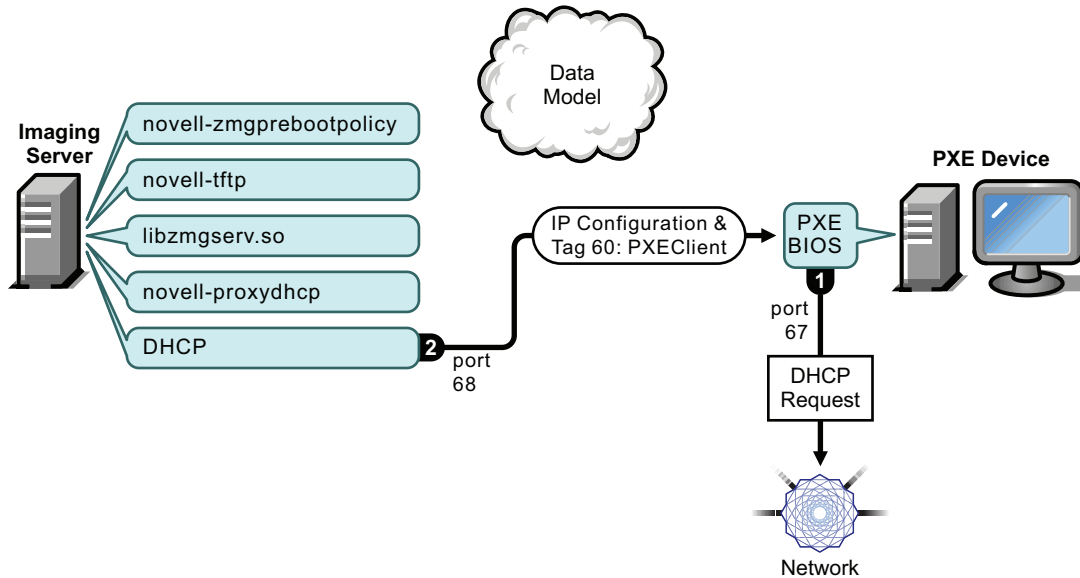 Data
Model
Imaging
Server
novell-zmgprebootpolicy
novell-tftp
libzmgserv.so
novell-proxydhcp
DHCP
2
port
68
IP Configuration &
Tag 60: PXEClient
PXE
BIOS
1
PXE Device
port
67
DHCP
Request
Network